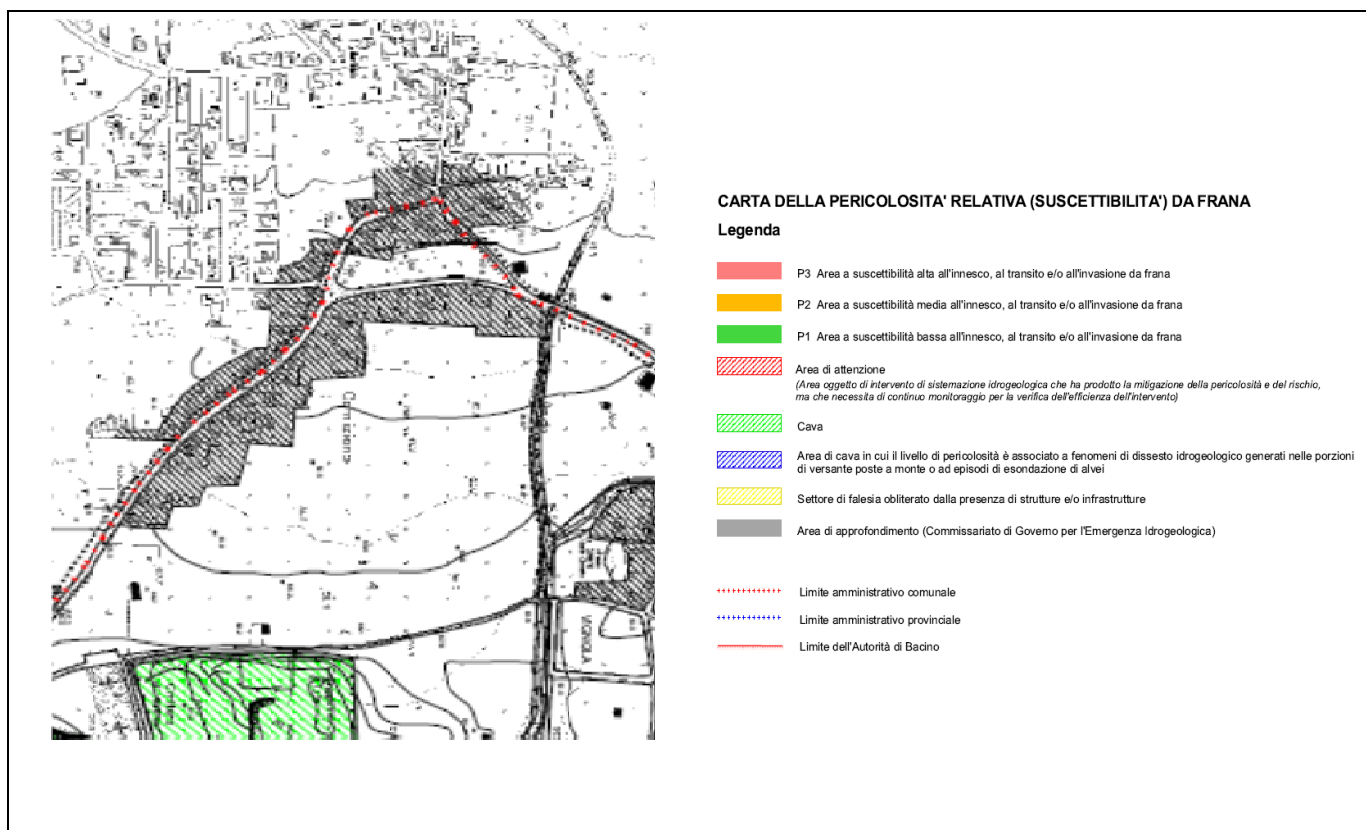 CARTA DELLA PERICOLOSITA' RELATIVA (SUSCETTIBILITA') DA FRANA
Legenda
P3 Area a suscettibilità alta all'innesco, al transito e/o all'invasione da frana
P2 Area a suscettibilità media all'innesco, al transito e/o all'invasione da frana
P1 Area a suscettibilità bassa all'innesco, al transito e/o all'invasione da frana
Area di attenzione
(Area oggetto di intervento di sistemazione idrogeologica che ha prodotto la mitigazione della pericolosità e del rischio,
ma che necessita di continuo monitoraggio per la verifica dell'efficienza dell'intervento)
Cava
Area di cava in cui il livello di pericolosità è associato a fenomeni di dissesto idrogeologico generati nelle porzioni
di versante poste a monte o ad episodi di esondazione di alvei
Settore di falesia obliterato dalla presenza di strutture e/o infrastrutture
Area di approfondimento (Commissariato di Governo per l'Emergenza Idrogeologica)
Limite amministrativo comunale
Limite amministrativo provinciale
Limite dell'Autorità di Bacino
VIGNOLA